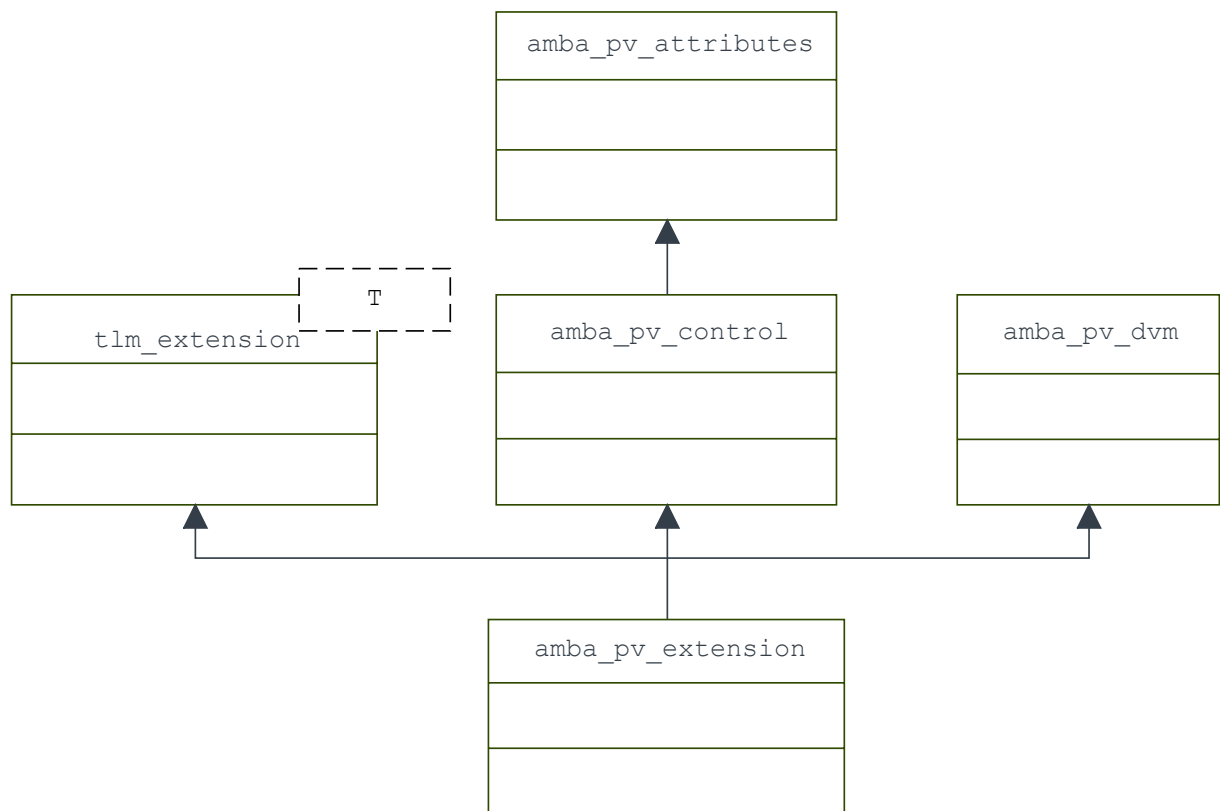 amba_pv_attributes
T
tlm_extension
amba_pv_control
amba_pv_dvm
amba_pv_extension